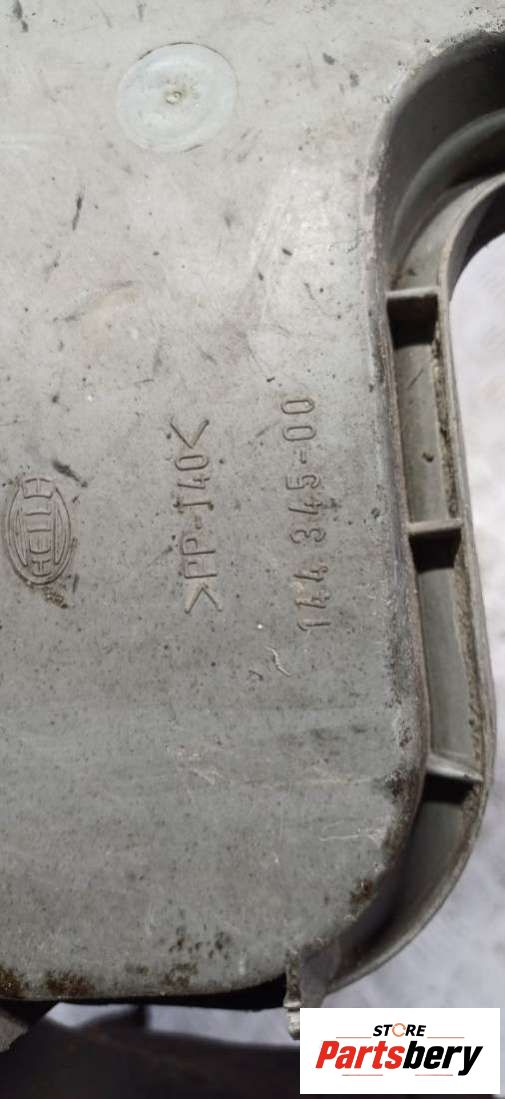 HELLA
>PP-T40<
144 345-00
STORE
Partsbery